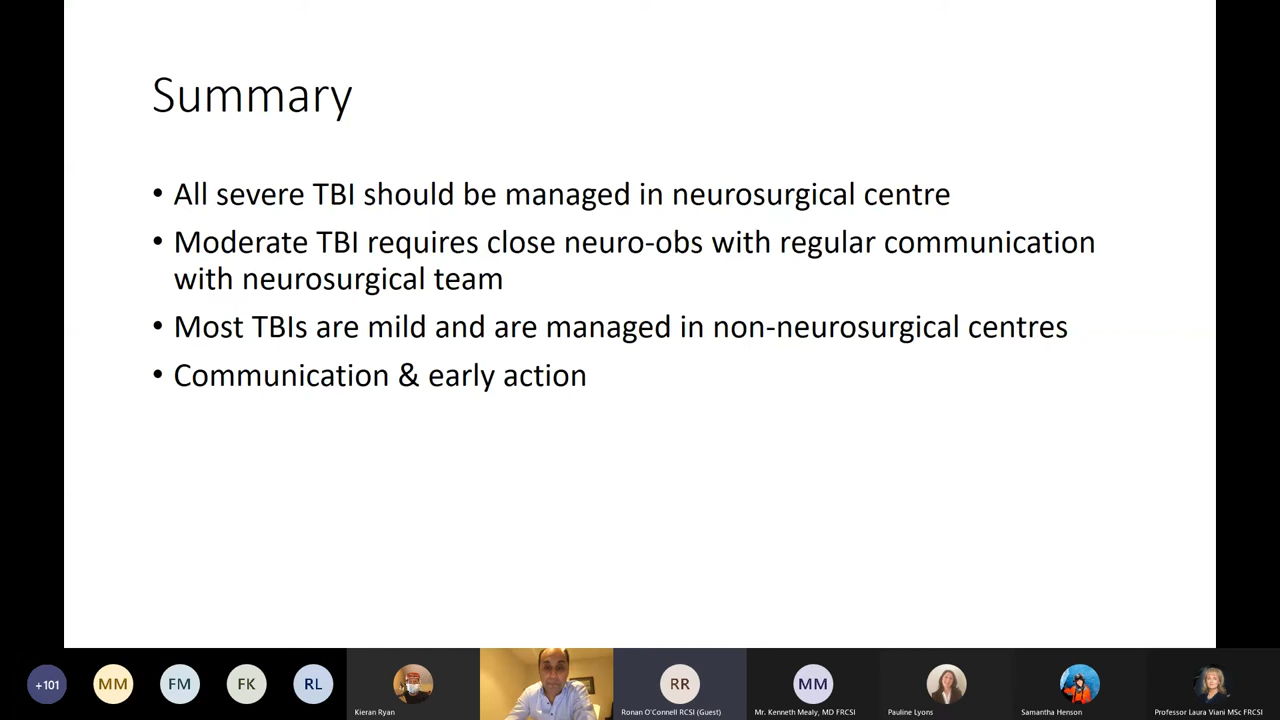 Summary
• All severe TBI should be managed in neurosurgical centre
• Moderate TBI requires close neuro-obs with regular communication
with neurosurgical team
• Most TBIs are mild and are managed in non-neurosurgical centres
• Communication & early action
+101
MM
FM
FK
RL
Kieran Ryan
RR
Ronan O'Connell RCSI (Guest)
MM
Mr. Kenneth Mealy, MD FRCSI
Pauline Lyons
Samantha Henson
Professor Laura Viani MSc FRCSI